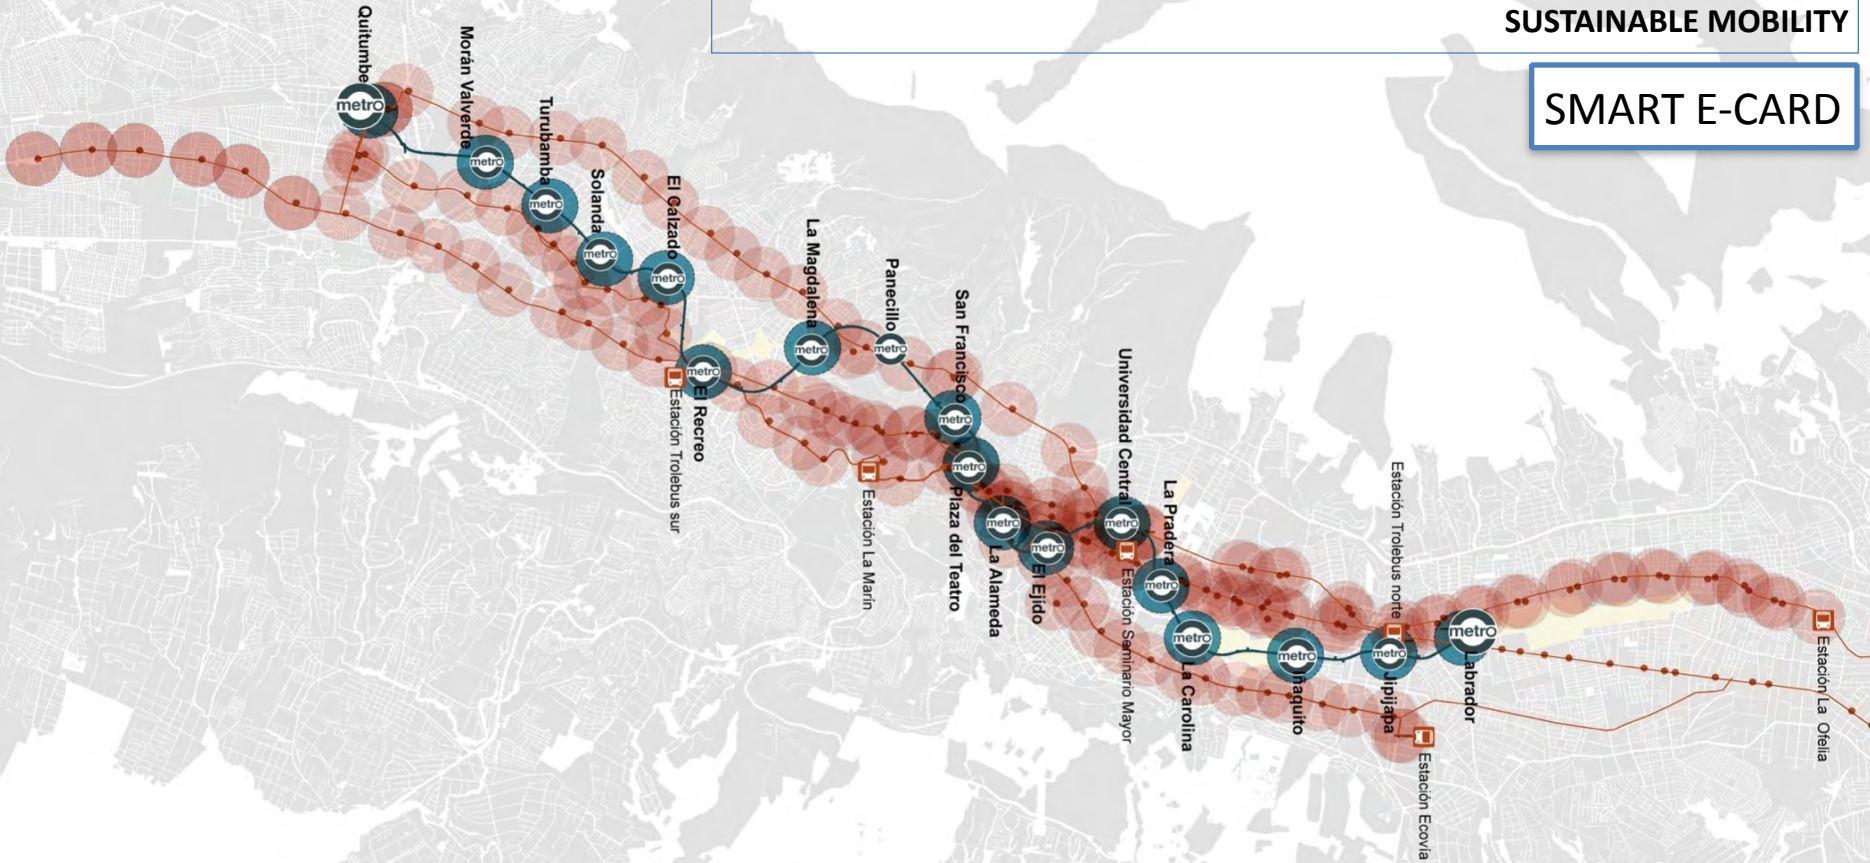 SUSTAINABLE MOBILITY
SMART E-CARD
Quitumbe
metro
Morán Valverde
metro
Turubamba
metro
Solanda
metro
El Calzado
metro
metro
El Recreo
Estación Trolebus sur
La Magdalena
metro
Panecillo
metro
Estación La Marín
San Francisco
metro
metro
Plaza del Teatro
metro
La Alameda
metro
El Ejido
Universidad Central
metro
Estación Seminario Mayor
La Pradera
metro
metro
La Carolina
metro
Iñaquito
Estación Trolebus norte
metro
Jipijapa
Estación Ecovía
metro
Labrador
Estación La Ofelia